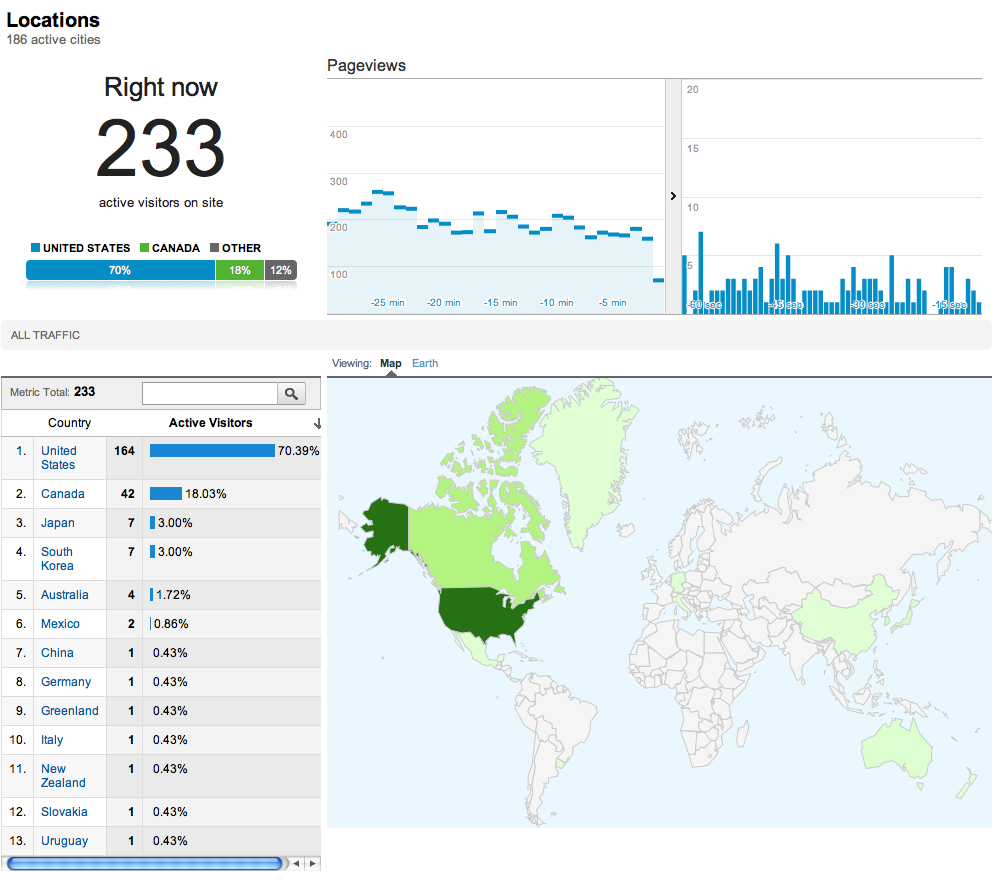 Locations
186 active cities
Right now
233
active visitors on site
UNITED STATES CANADA OTHER
70% 18% 12%
Pageviews
400
300
200
100
-25 min -20 min -15 min -10 min -5 min
20
15
10
5
-60 sec -45 sec -30 sec -15 sec
ALL TRAFFIC
Viewing: Map Earth
Metric Total: 233
Country Active Visitors
1. United States 164 70.39%
2. Canada 42 18.03%
3. Japan 7 3.00%
4. South Korea 7 3.00%
5. Australia 4 1.72%
6. Mexico 2 0.86%
7. China 1 0.43%
8. Germany 1 0.43%
9. Greenland 1 0.43%
10. Italy 1 0.43%
11. New Zealand 1 0.43%
12. Slovakia 1 0.43%
13. Uruguay 1 0.43%